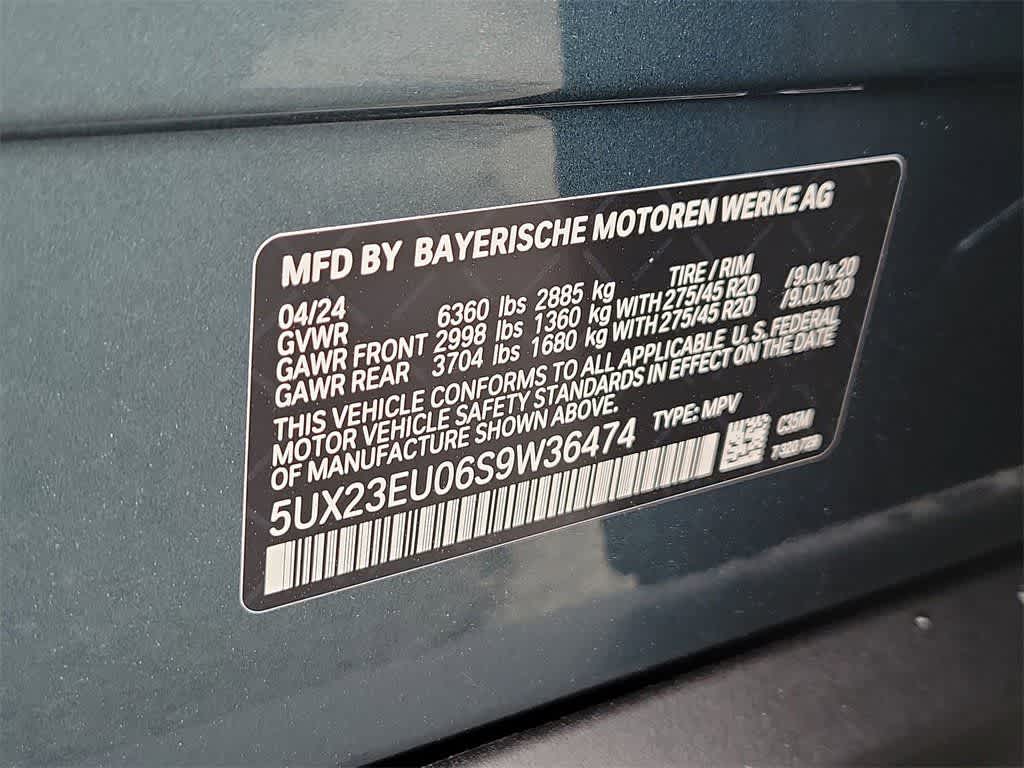 MFD BY BAYERISCHE MOTOREN WERKE AG
04/24 TIRE / RIM
GVWR 6360 lbs 2885 kg
GAWR FRONT 2998 lbs 1360 kg WITH 275/45 R20 /9.0J x 20
GAWR REAR 3704 lbs 1680 kg WITH 275/45 R20 /9.0J x 20
THIS VEHICLE CONFORMS TO ALL APPLICABLE U. S. FEDERAL
MOTOR VEHICLE SAFETY STANDARDS IN EFFECT ON THE DATE
OF MANUFACTURE SHOWN ABOVE.
5UX23EU06S9W36474 TYPE: MPV
C35M